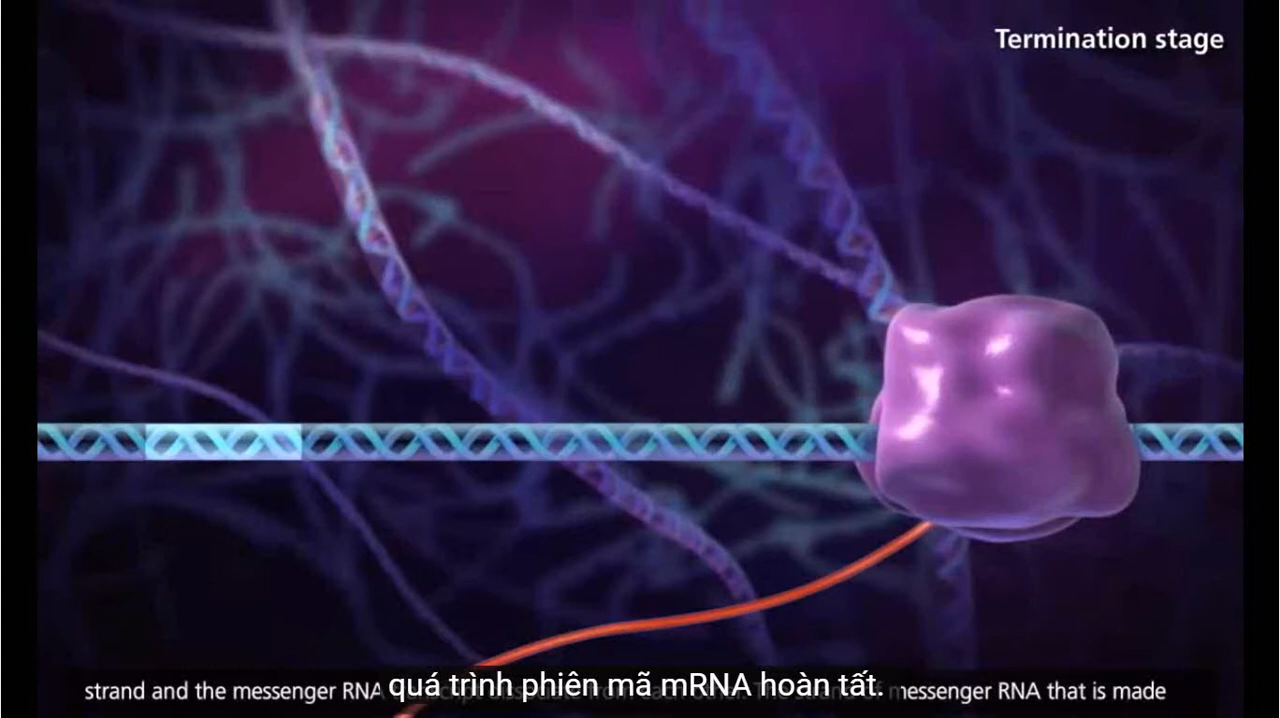 Termination stage
strand and the messenger RNA
quá trình phiên mã mRNA hoàn tất.
messenger RNA that is made